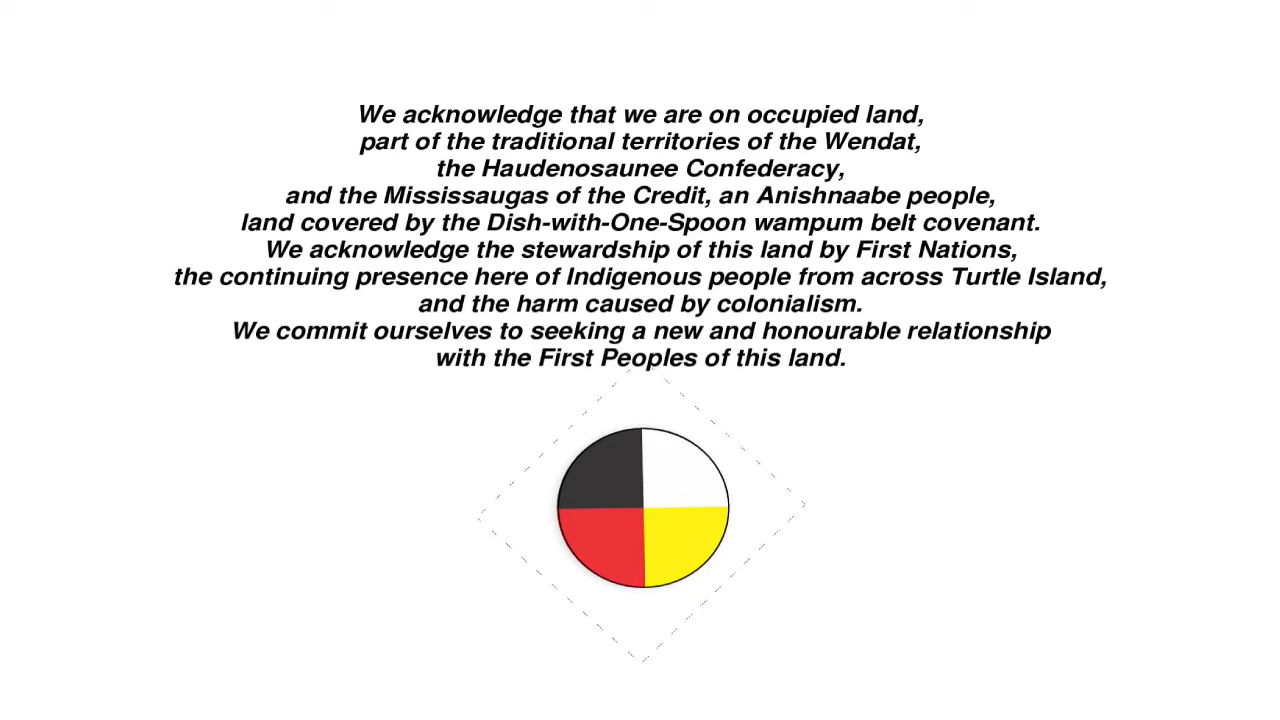 We acknowledge that we are on occupied land,
part of the traditional territories of the Wendat,
the Haudenosaunee Confederacy,
and the Mississaugas of the Credit, an Anishnaabe people,
land covered by the Dish-with-One-Spoon wampum belt covenant.
We acknowledge the stewardship of this land by First Nations,
the continuing presence here of Indigenous people from across Turtle Island,
and the harm caused by colonialism.
We commit ourselves to seeking a new and honourable relationship
with the First Peoples of this land.